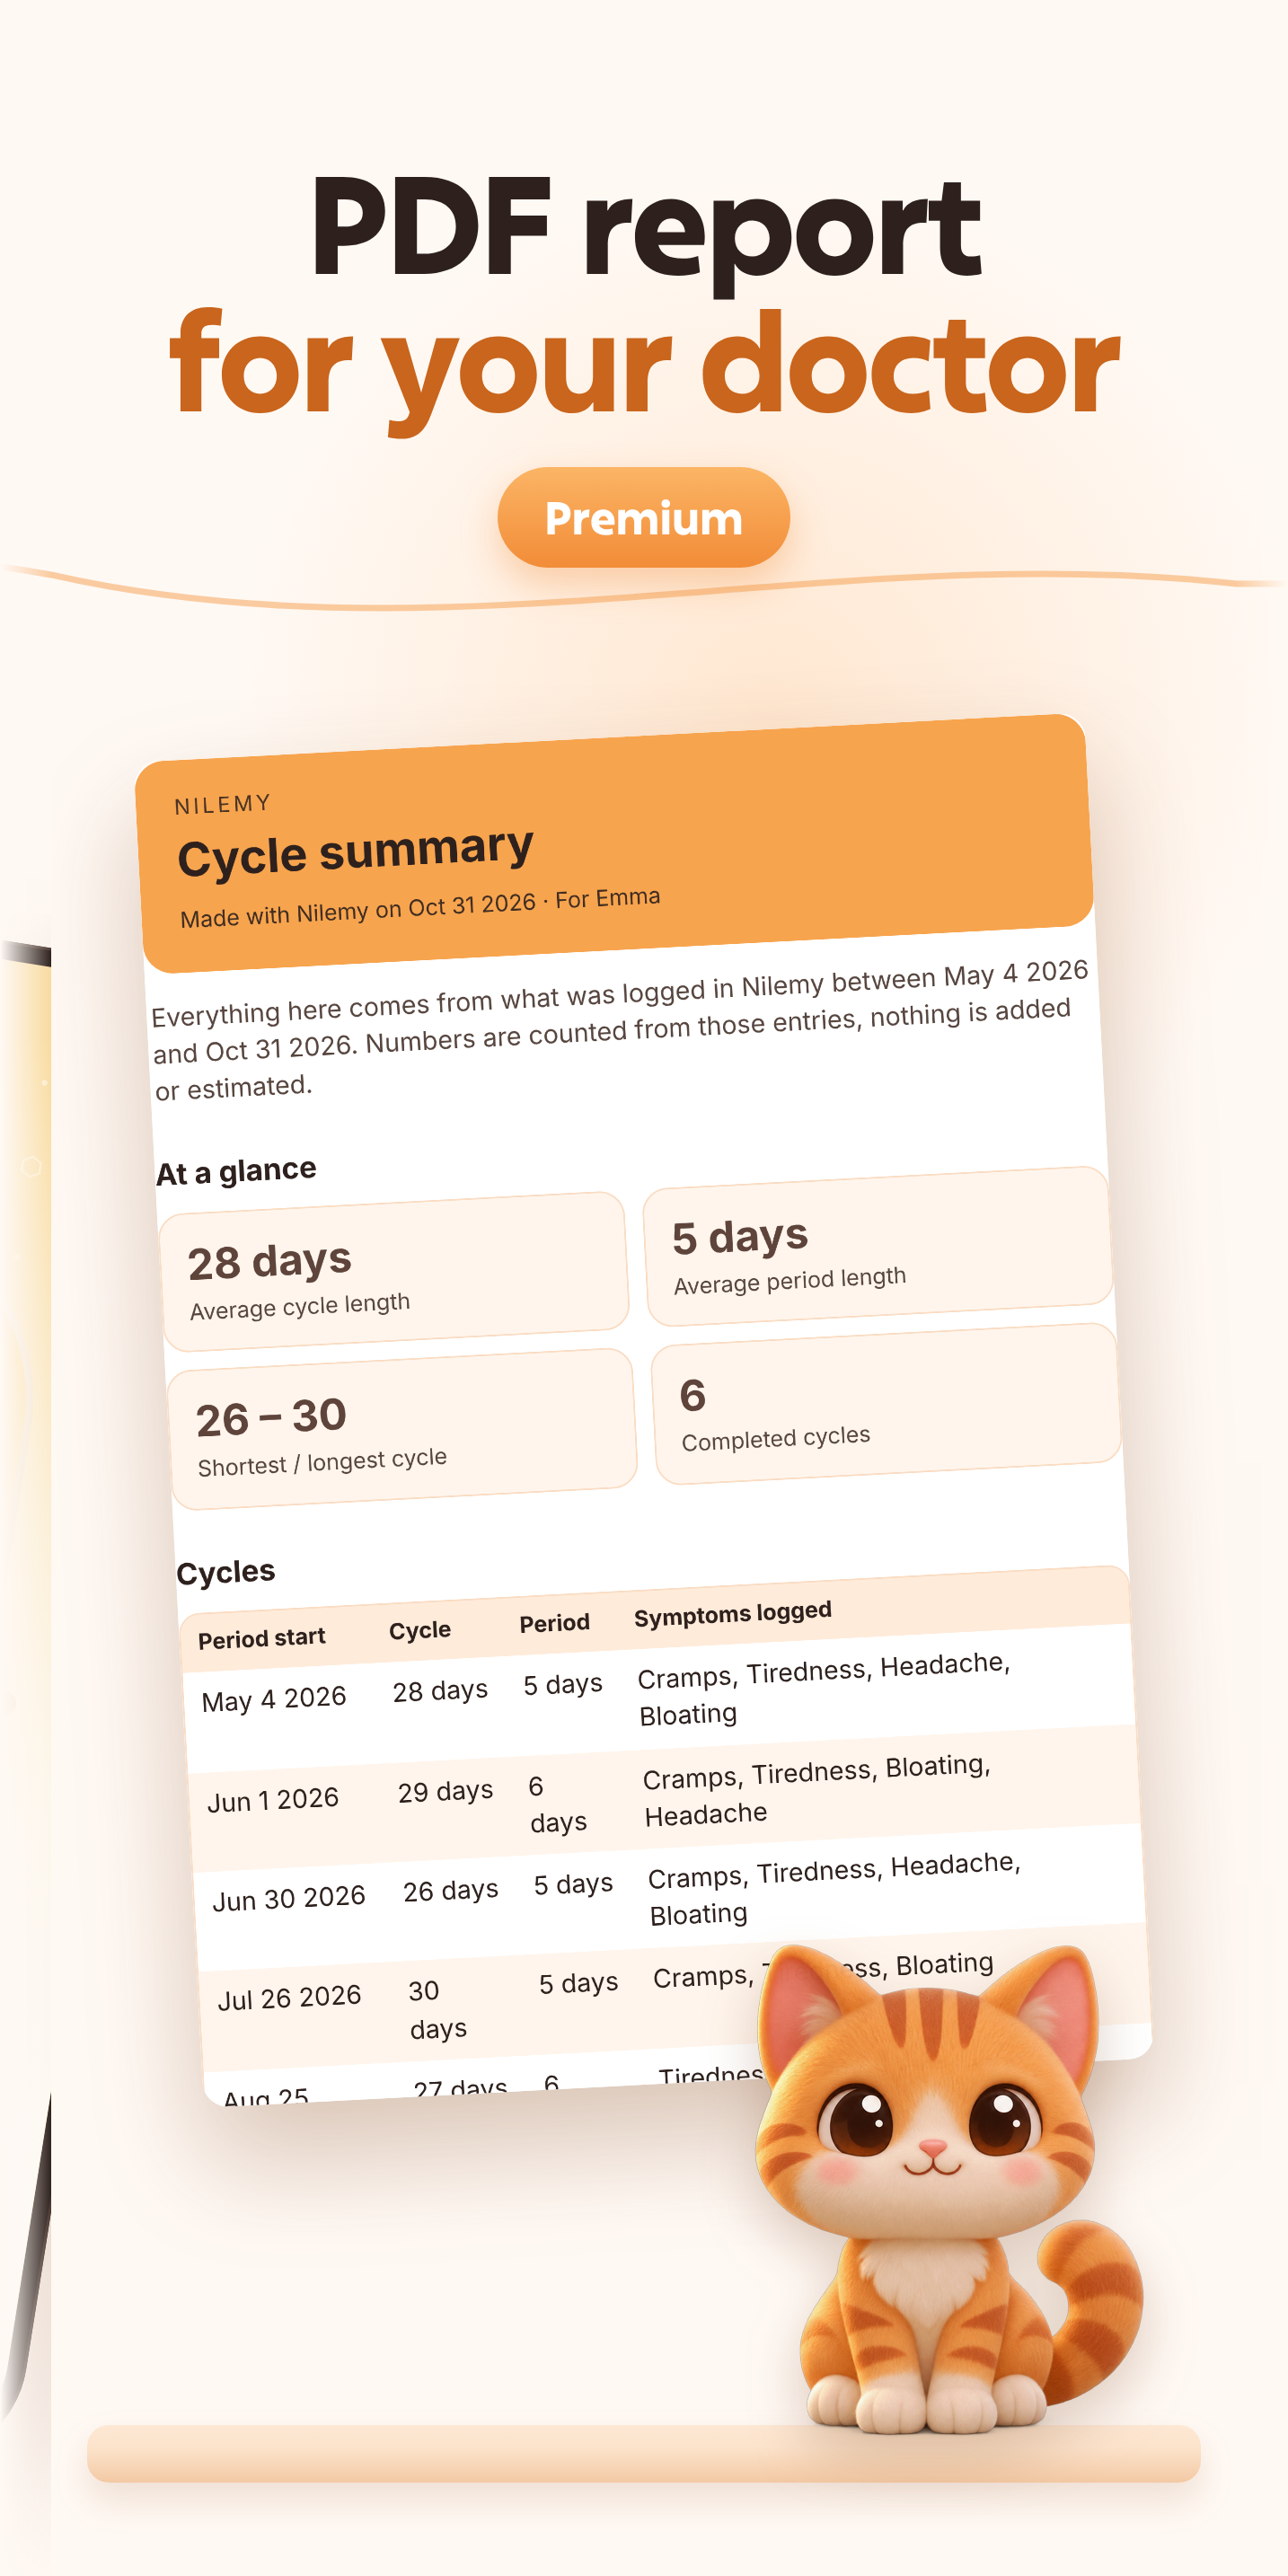 PDF report
for your doctor
Premium
NILEMY
Cycle summary
Made with Nilemy on Oct 31 2026 · For Emma
Everything here comes from what was logged in Nilemy between May 4 2026
and Oct 31 2026. Numbers are counted from those entries, nothing is added
or estimated.
At a glance
28 days
Average cycle length
5 days
Average period length
26 – 30
Shortest / longest cycle
6
Completed cycles
Cycles
Period start Cycle Period Symptoms logged
May 4 2026 28 days 5 days Cramps, Tiredness, Headache,
Bloating
Jun 1 2026 29 days 6 Cramps, Tiredness, Bloating,
days Headache
Jun 30 2026 26 days 5 days Cramps, Tiredness, Headache,
Bloating
Jul 26 2026 30 5 days Cramps, Bloating
days
Aug 25 27 days 6